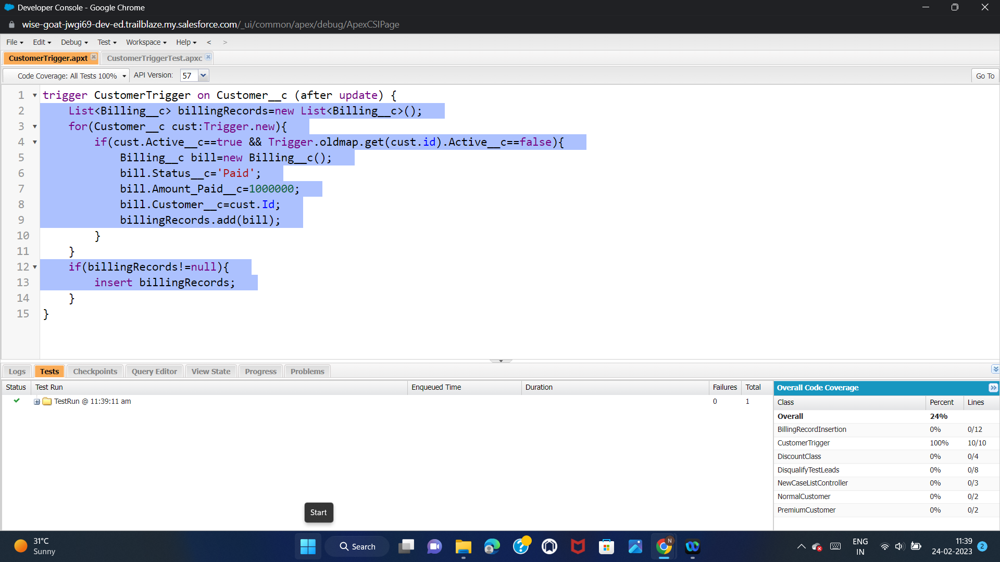 Developer Console - Google Chrome
wise-goat-jwgi69-dev-ed.trailblaze.my.salesforce.com/_ui/common/apex/debug/ApexCSIPage
File Edit Debug Test Workspace Help < >
CustomerTrigger.apxt CustomerTriggerTest.apxc
Code Coverage: All Tests 100% API Version: 57 Go To
1 trigger CustomerTrigger on Customer__c (after update) {
2 List<Billing__c> billingRecords=new List<Billing__c>();
3 for(Customer__c cust:Trigger.new){
4 if(cust.Active__c==true && Trigger.oldmap.get(cust.id).Active__c==false){
5 Billing__c bill=new Billing__c();
6 bill.Status__c='Paid';
7 bill.Amount_Paid__c=1000000;
8 bill.Customer__c=cust.Id;
9 billingRecords.add(bill);
10 }
11 }
12 if(billingRecords!=null){
13 insert billingRecords;
14 }
15 }
Logs Tests Checkpoints Query Editor View State Progress Problems
Status Test Run Enqueued Time Duration Failures Total
TestRun @ 11:39:11 am 0 1
Overall Code Coverage
Class Percent Lines
Overall 24%
BillingRecordInsertion 0% 0/12
CustomerTrigger 100% 10/10
DiscountClass 0% 0/4
DisqualifyTestLeads 0% 0/8
NewCaseListController 0% 0/3
NormalCustomer 0% 0/2
PremiumCustomer 0% 0/2
Start
31°C
Sunny
Search
N
ENG
IN
11:39
24-02-2023
2